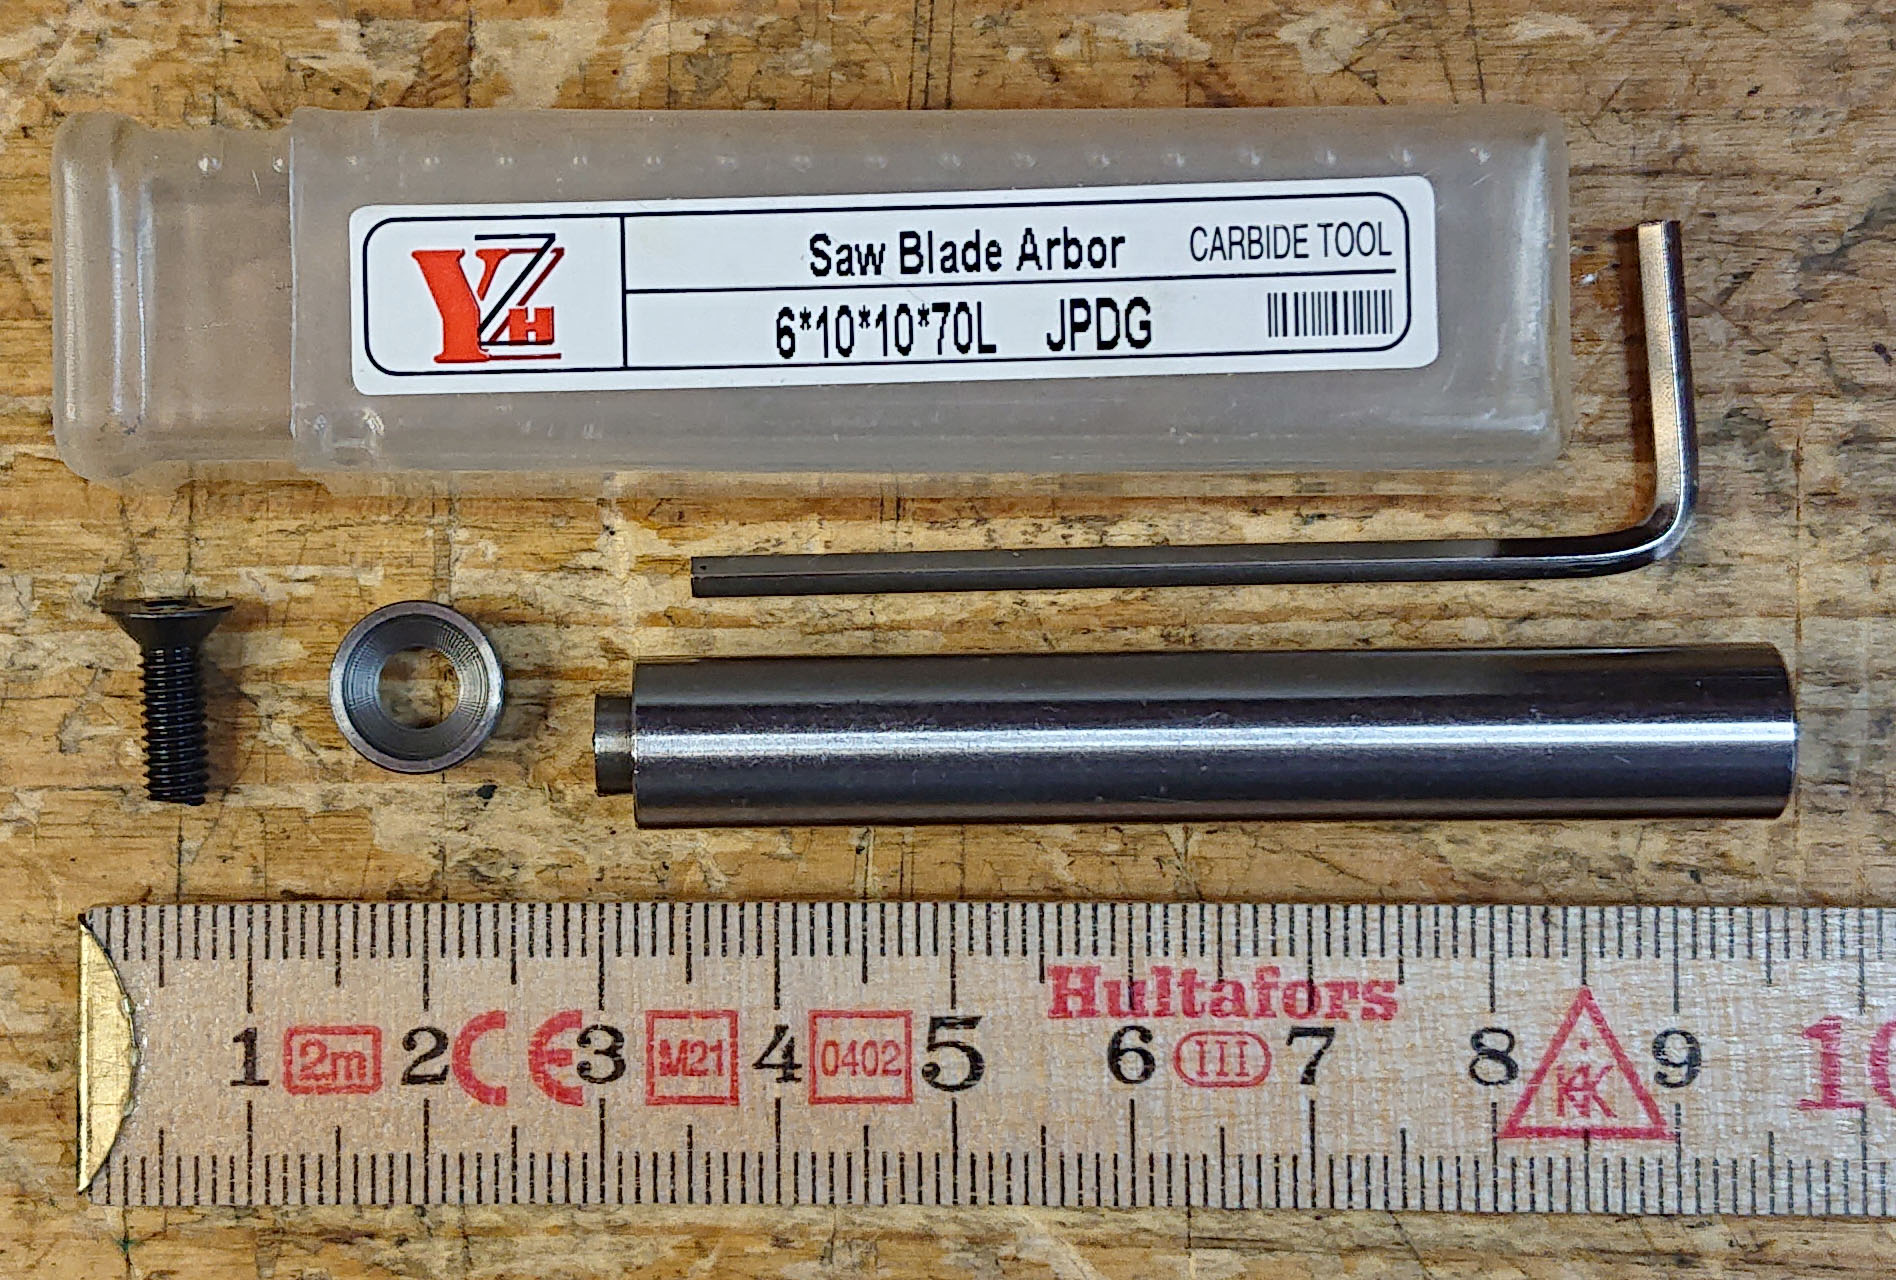 YZH
Saw Blade Arbor CARBIDE TOOL
6*10*10*70L JPDG
Hultafors
1 2m 2 CE 3 M21 4 0402 5 6 III 7 8 KK 9 10